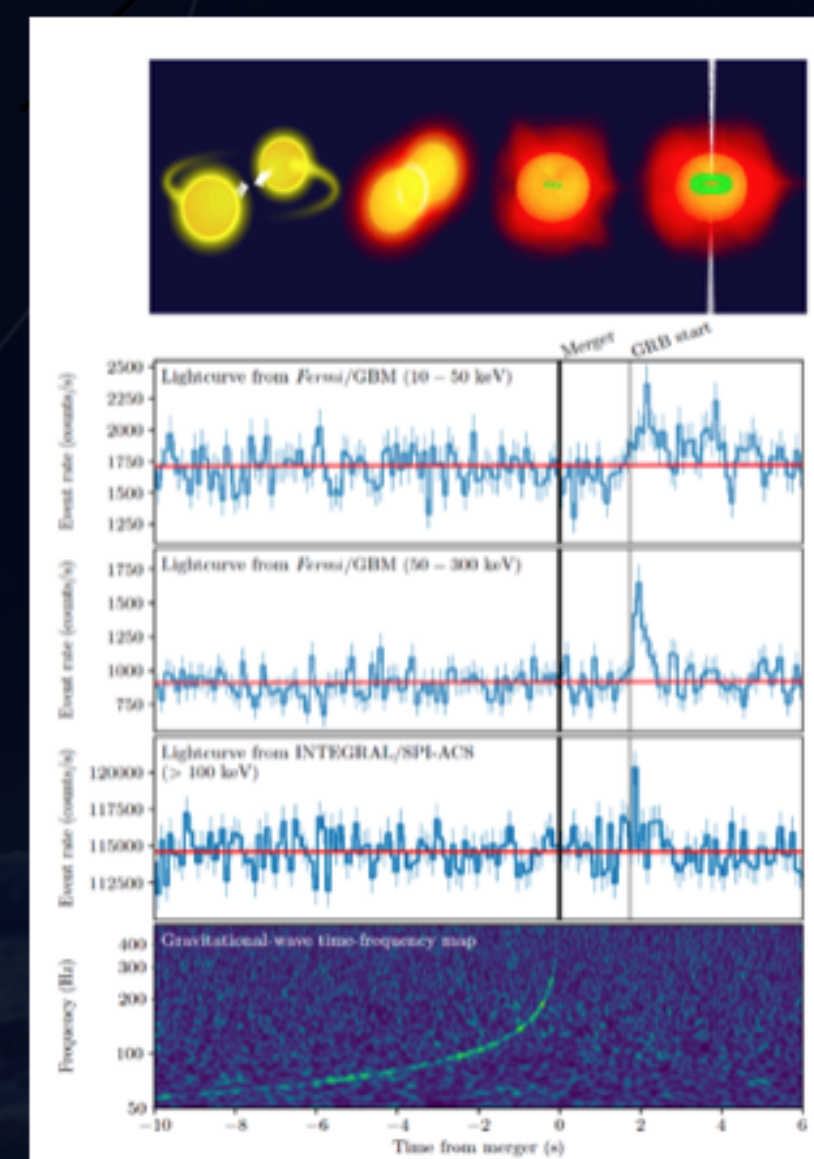 Merger GRB start
2500
Lightcurve from Fermi/GBM (10 – 50 keV)
2250
2000
1750
1500
1250
Event rate (counts/s)
1750
Lightcurve from Fermi/GBM (50 – 300 keV)
1500
1250
1000
750
Event rate (counts/s)
Lightcurve from INTEGRAL/SPI-ACS
(> 100 keV)
120000
117500
115000
112500
Event rate (counts/s)
400
Gravitational-wave time-frequency map
300
200
100
50
Frequency (Hz)
−10 −8 −6 −4 −2 0 2 4 6
Time from merger (s)